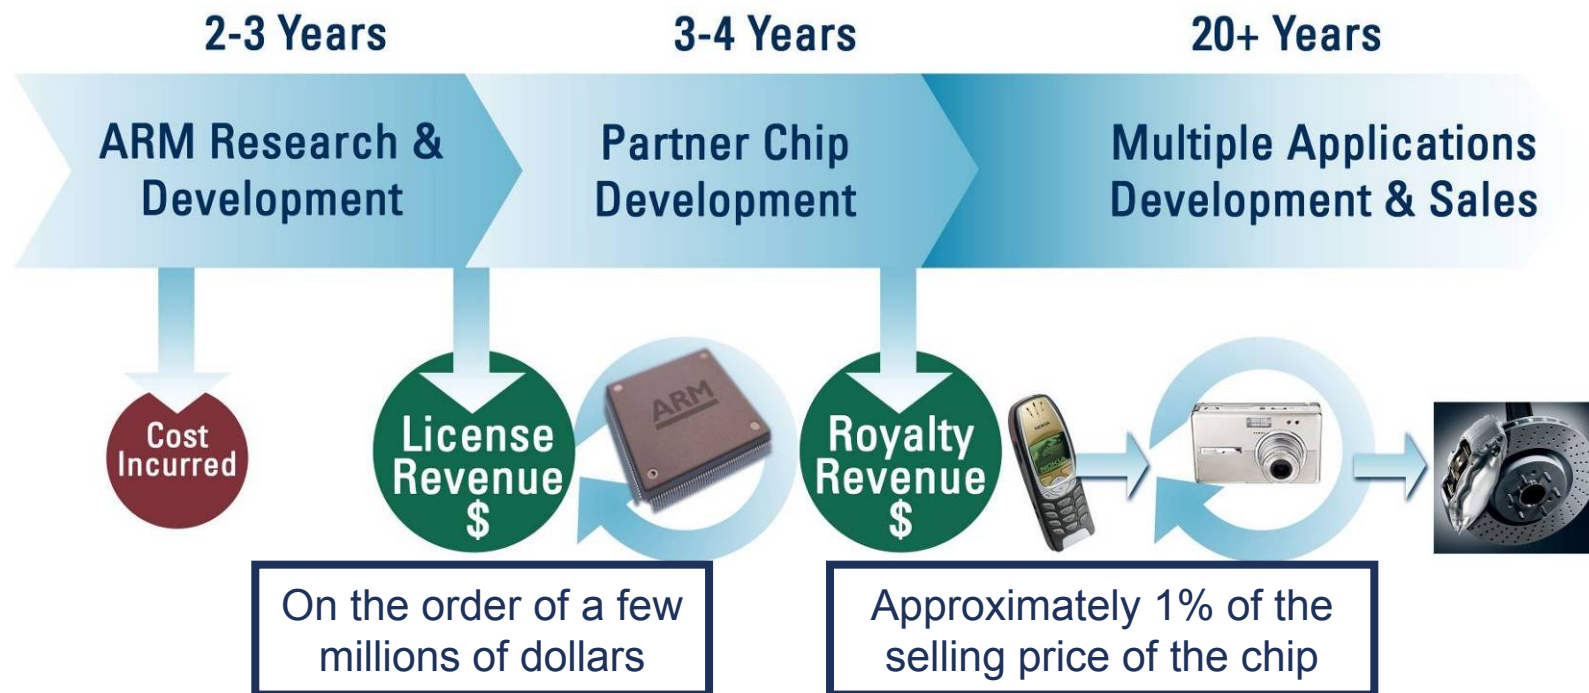 2-3 Years
3-4 Years
20+ Years
ARM Research &
Development
Partner Chip
Development
Multiple Applications
Development & Sales
Cost
Incurred
License
Revenue
$
ARM
Royalty
Revenue
$
NOKIA
NOKIA
On the order of a few
millions of dollars
Approximately 1% of the
selling price of the chip